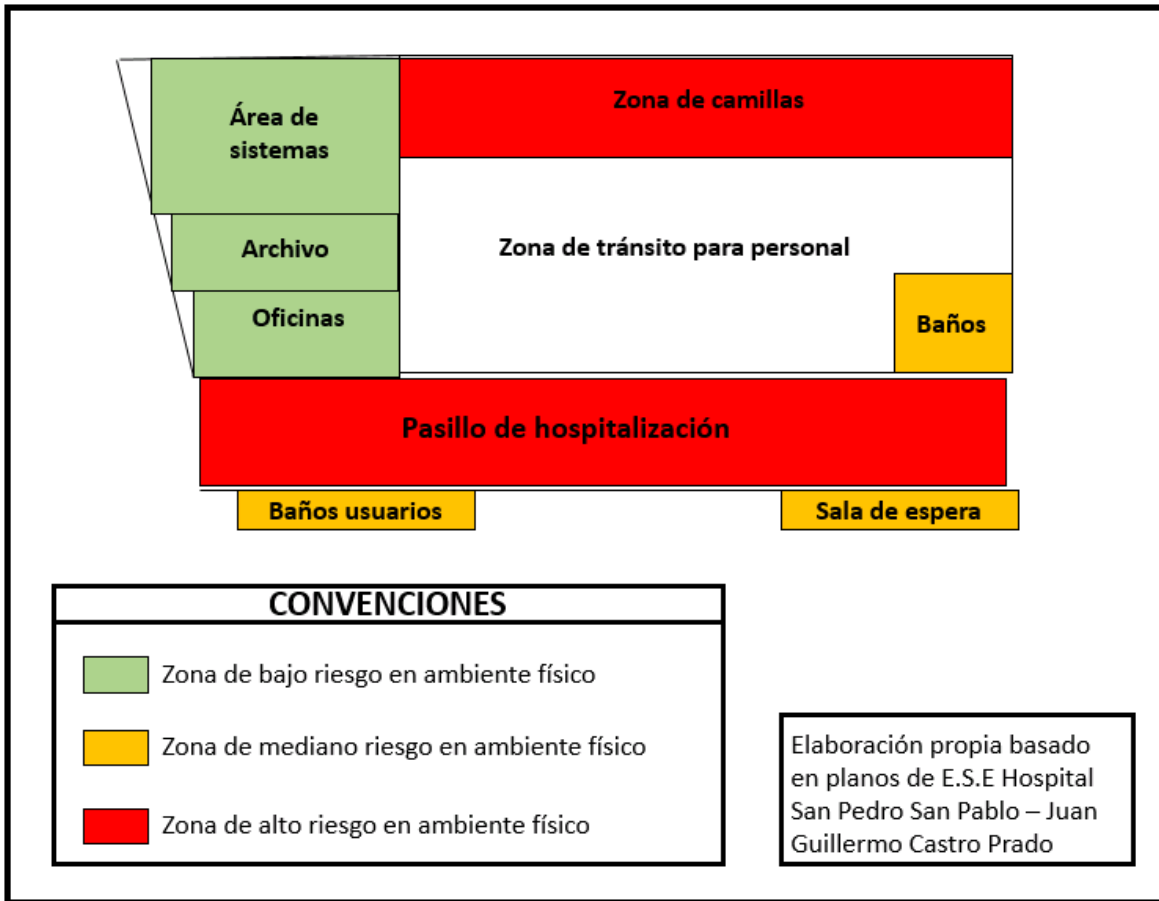 Zona de camillas
Área de
sistemas
Archivo
Zona de tránsito para personal
Oficinas
Baños
Pasillo de hospitalización
Baños usuarios
Sala de espera
CONVENCIONES
Zona de bajo riesgo en ambiente físico
Zona de mediano riesgo en ambiente físico
Zona de alto riesgo en ambiente físico
Elaboración propia basado
en planos de E.S.E Hospital
San Pedro San Pablo – Juan
Guillermo Castro Prado